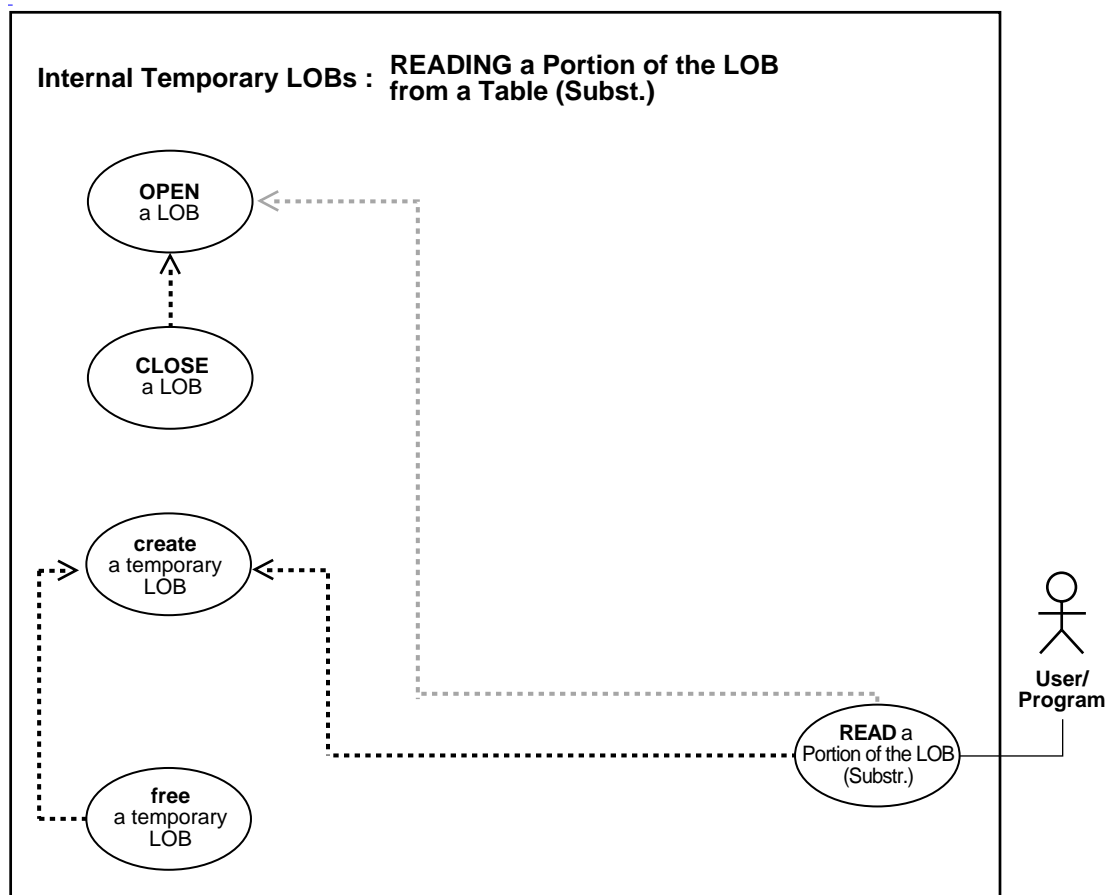 Internal Temporary LOBs : READING a Portion of the LOB
from a Table (Subst.)
OPEN
a LOB
CLOSE
a LOB
create
a temporary
LOB
User/
Program
READ a
Portion of the LOB
(Substr.)
free
a temporary
LOB